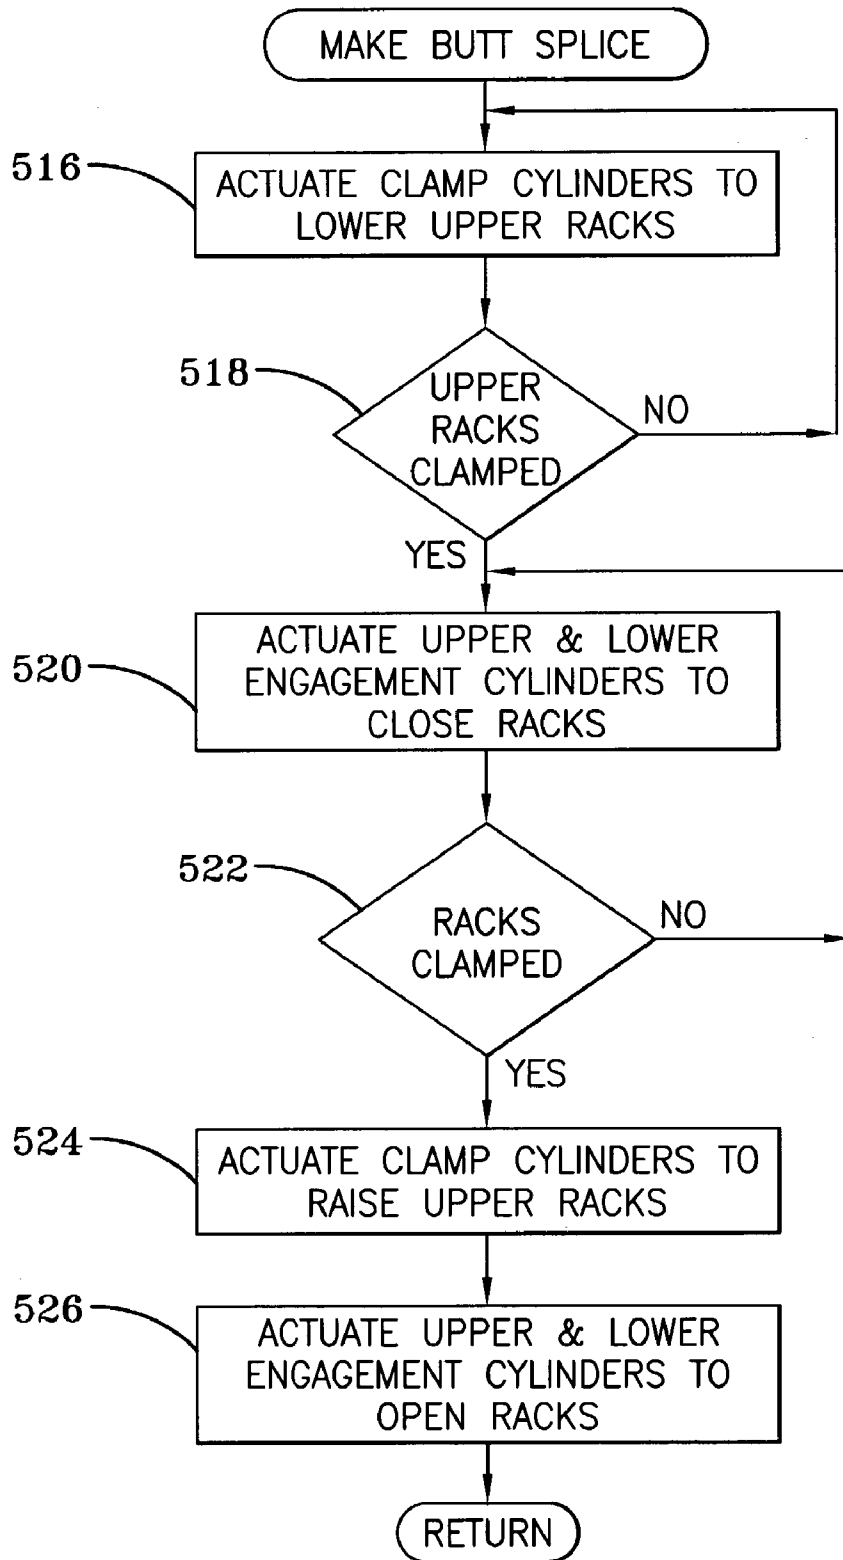 MAKE BUTT SPLICE
516
ACTUATE CLAMP CYLINDERS TO
LOWER UPPER RACKS
518
UPPER
RACKS
CLAMPED
NO
YES
520
ACTUATE UPPER & LOWER
ENGAGEMENT CYLINDERS TO
CLOSE RACKS
522
RACKS
CLAMPED
NO
YES
524
ACTUATE CLAMP CYLINDERS TO
RAISE UPPER RACKS
526
ACTUATE UPPER & LOWER
ENGAGEMENT CYLINDERS TO
OPEN RACKS
RETURN